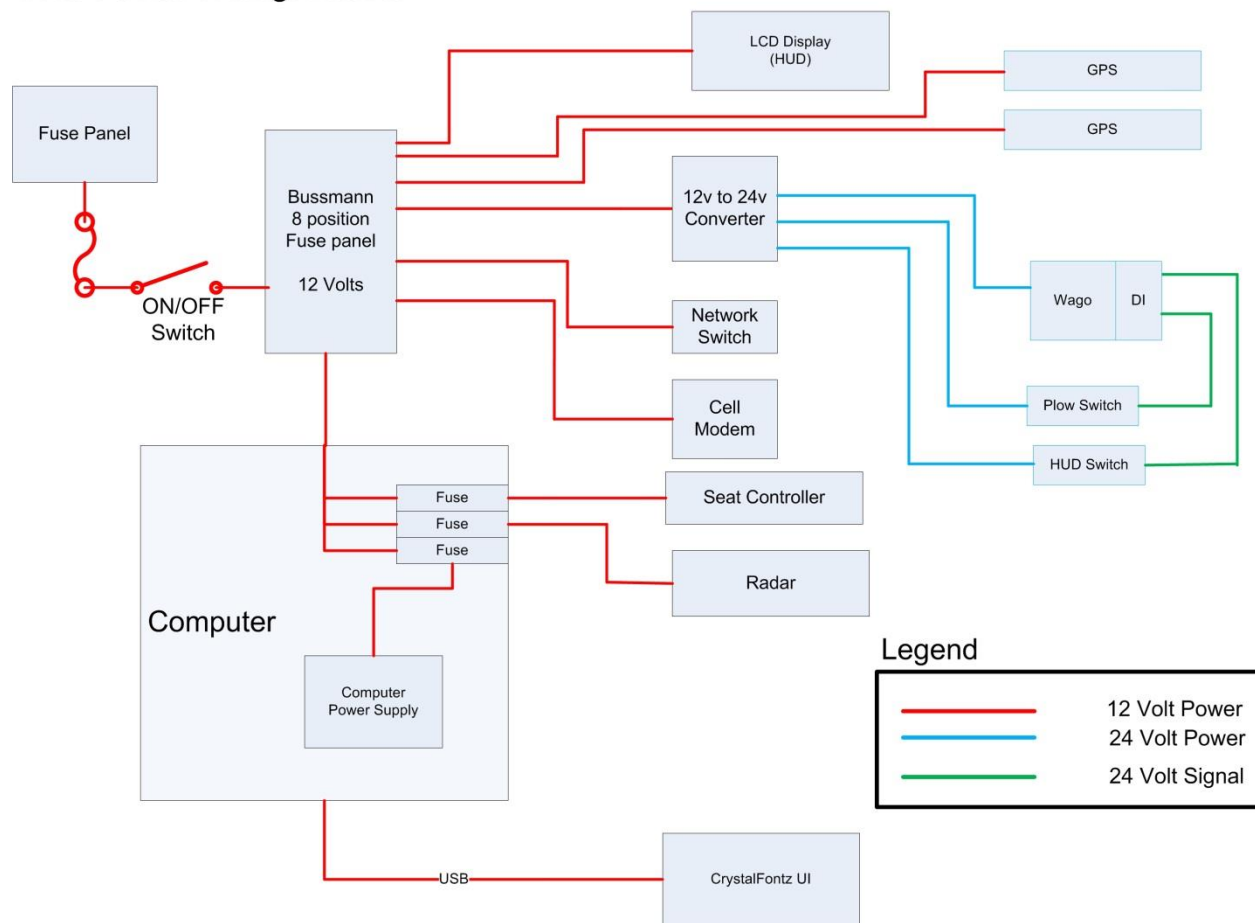 LCD Display
(HUD)
GPS
GPS
Fuse Panel
Bussmann
8 position
Fuse panel
12 Volts
12v to 24v
Converter
ON/OFF
Switch
Wago
DI
Network
Switch
Plow Switch
Cell
Modem
HUD Switch
Fuse
Fuse
Fuse
Seat Controller
Radar
Computer
Computer
Power Supply
Legend
12 Volt Power
24 Volt Power
24 Volt Signal
USB
CrystalFontz UI